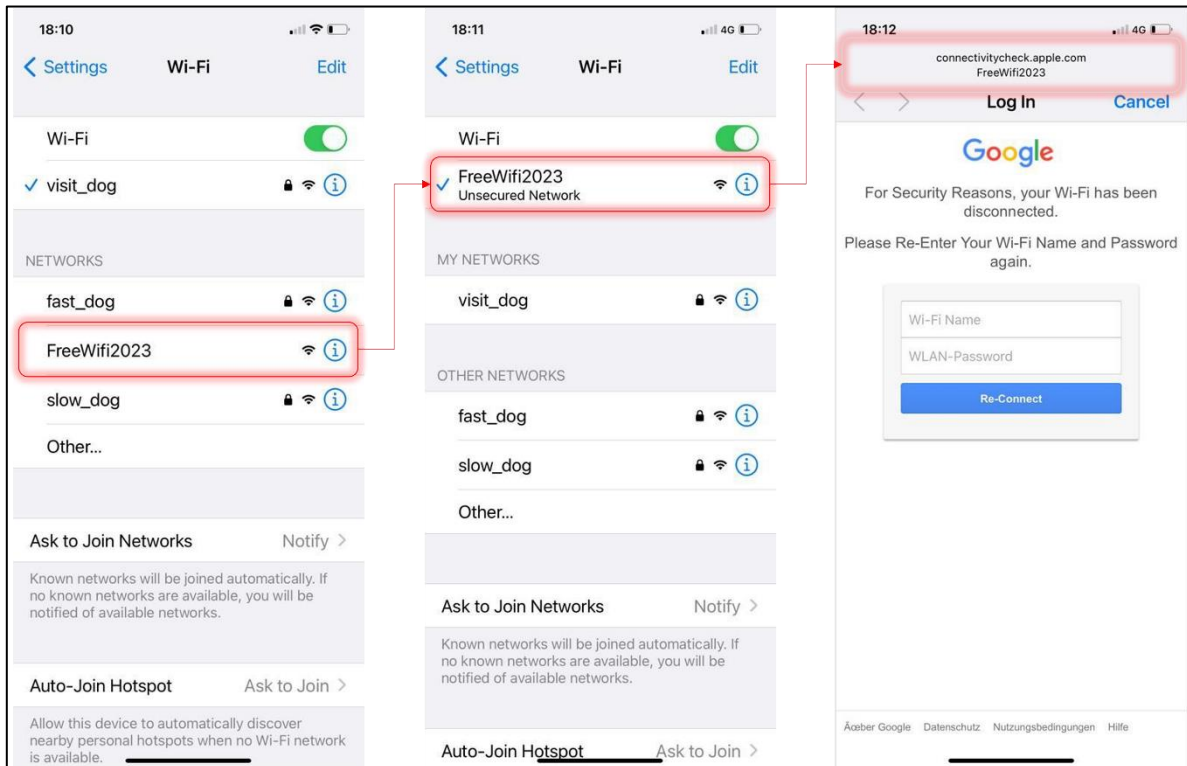 18:10
Settings Wi-Fi Edit
Wi-Fi
visit_dog
NETWORKS
fast_dog
FreeWifi2023
slow_dog
Other...
Ask to Join Networks Notify
Known networks will be joined automatically. If
no known networks are available, you will be
notified of available networks.
Auto-Join Hotspot Ask to Join
Allow this device to automatically discover
nearby personal hotspots when no Wi-Fi network
is available.
18:11 4G
Settings Wi-Fi Edit
Wi-Fi
FreeWifi2023
Unsecured Network
MY NETWORKS
visit_dog
OTHER NETWORKS
fast_dog
slow_dog
Other...
Ask to Join Networks Notify
Known networks will be joined automatically. If
no known networks are available, you will be
notified of available networks.
Auto-Join Hotspot Ask to Join
18:12 4G
connectivitycheck.apple.com
FreeWifi2023
Log In Cancel
Google
For Security Reasons, your Wi-Fi has been
disconnected.
Please Re-Enter Your Wi-Fi Name and Password
again.
Wi-Fi Name
WLAN-Password
Re-Connect
Äœber Google Datenschutz Nutzungsbedingungen Hilfe